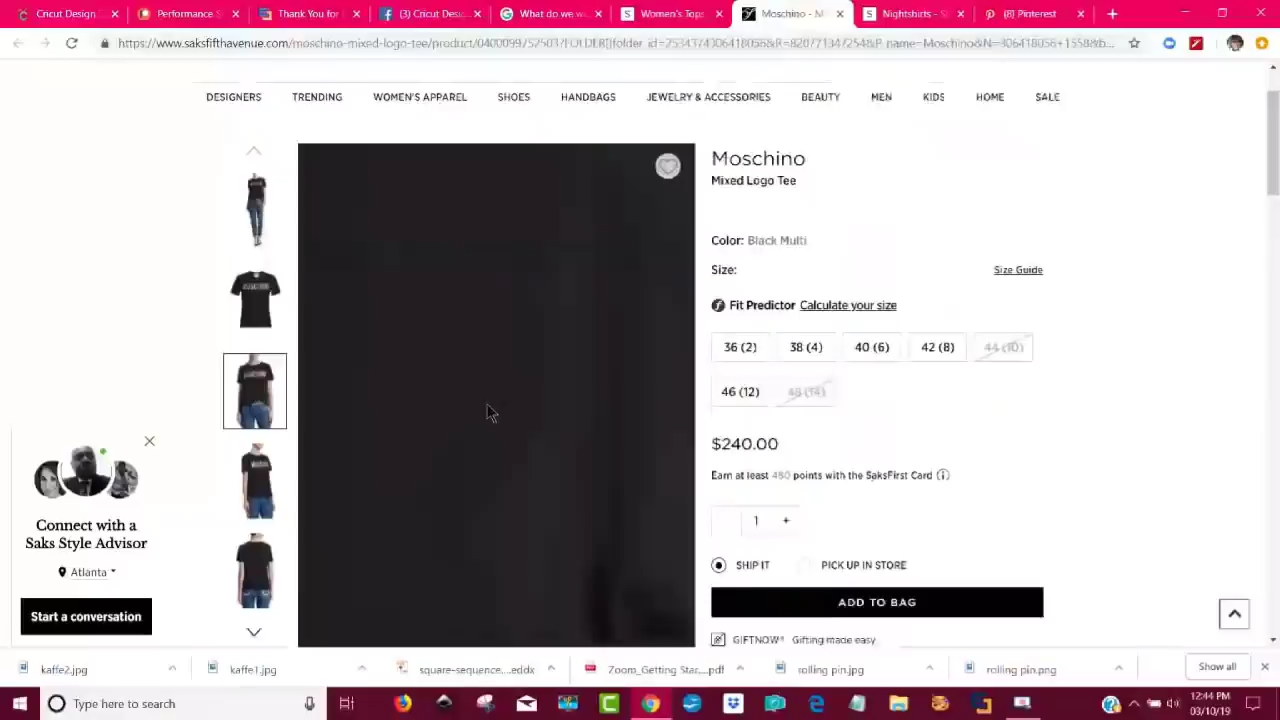 Cricut Design
Performance S
Thank You for
(3) Cricut Desi
What do we w
Women's Tops
Moschino - M
Nightshirts - S
(8) Pinterest
DESIGNERS TRENDING WOMEN'S APPAREL SHOES HANDBAGS JEWELRY & ACCESSORIES BEAUTY MEN KIDS HOME SALE
Moschino
Mixed Logo Tee
Color: Black Multi
Size: Size Guide
Fit Predictor Calculate your size
36 (2) 38 (4) 40 (6) 42 (8) 44 (10)
46 (12) 48 (14)
$240.00
Earn at least 480 points with the SaksFirst Card
1 +
SHIP IT PICK UP IN STORE
ADD TO BAG
GIFTNOW® Gifting made easy
Connect with a
Saks Style Advisor
Atlanta
Start a conversation
kaffe2.jpg kaffe1.jpg square-sequence....eddx Zoom_Getting Star....pdf rolling pin.jpg rolling pin.png Show all
Type here to search
12:44 PM
03/10/19